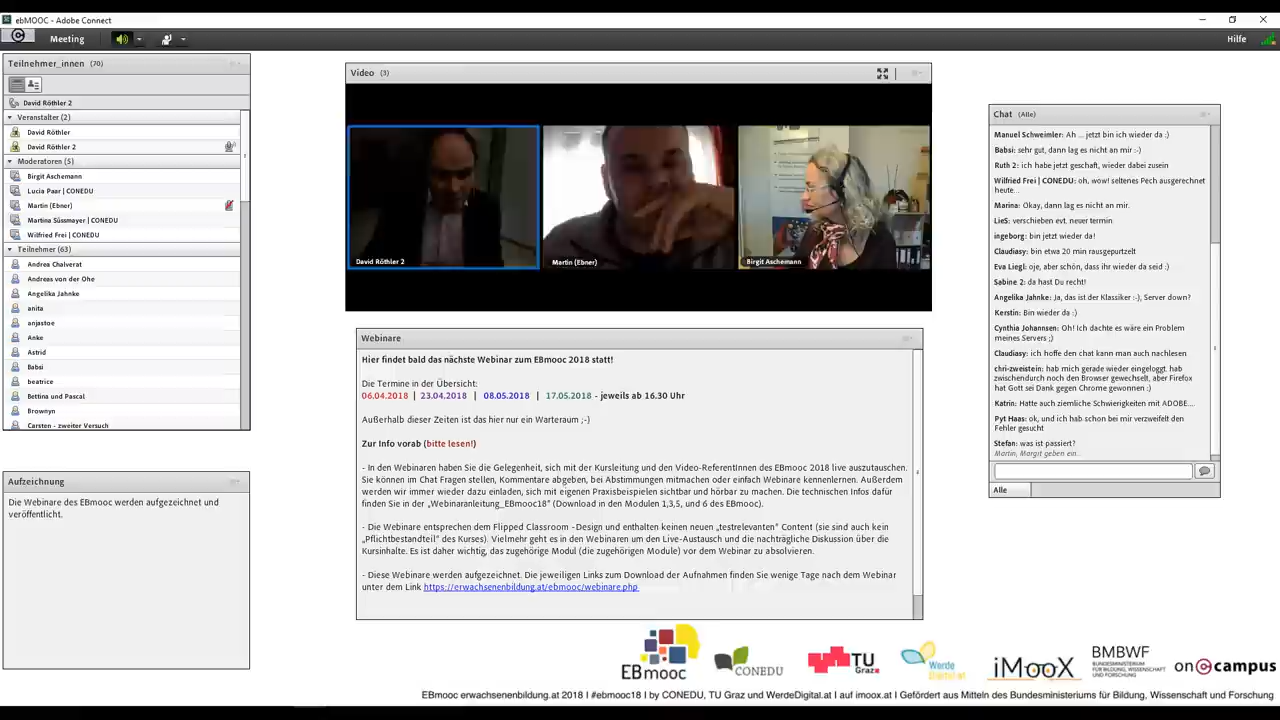 ebMOOC - Adobe Connect
Meeting
Hilfe
Teilnehmer_innen (70)
David Röthler 2
Veranstalter (2)
David Röthler
David Röthler 2
Moderatoren (5)
Birgit Aschemann
Lucia Paar | CONEDU
Martin (Ebner)
Martina Süssmayer | CONEDU
Wilfried Frei | CONEDU
Teilnehmer (63)
Andrea Chalverat
Andreas von der Ohe
Angelika Jahnke
anita
anjastoe
Anke
Astrid
Babsi
beatrice
Bettina und Pascal
Brownyn
Carsten - zweiter Versuch
Aufzeichnung
Die Webinare des EBmooc werden aufgezeichnet und
veröffentlicht.
Video (3)
David Röthler 2
Martin (Ebner)
Birgit Aschemann
Webinare
Hier findet bald das nächste Webinar zum EBmooc 2018 statt!
Die Termine in der Übersicht:
06.04.2018 | 23.04.2018 | 08.05.2018 | 17.05.2018 - jeweils ab 16.30 Uhr
Außerhalb dieser Zeiten ist das hier nur ein Warteraum ;-)
Zur Info vorab (bitte lesen!)
- In den Webinaren haben Sie die Gelegenheit, sich mit der Kursleitung und den Video-ReferentInnen des EBmooc 2018 live auszutauschen.
Sie können im Chat Fragen stellen, Kommentare abgeben, bei Abstimmungen mitmachen oder einfach Webinare kennenlernen. Außerdem
werden wir immer wieder dazu einladen, sich mit eigenen Praxisbeispielen sichtbar und hörbar zu machen. Die technischen Infos dafür
finden Sie in der „Webinaranleitung_EBmooc18“ (Download in den Modulen 1,3,5, und 6 des EBmooc).
- Die Webinare entsprechen dem Flipped Classroom -Design und enthalten keinen neuen „testrelevanten“ Content (sie sind auch kein
„Pflichtbestandteil“ des Kurses). Vielmehr geht es in den Webinaren um den Live-Austausch und die nachträgliche Diskussion über die
Kursinhalte. Es ist daher wichtig, das zugehörige Modul (die zugehörigen Module) vor dem Webinar zu absolvieren.
- Diese Webinare werden aufgezeichnet. Die jeweiligen Links zum Download der Aufnahmen finden Sie wenige Tage nach dem Webinar
unter dem Link https://erwachsenenbildung.at/ebmooc/webinare.php
Chat (Alle)
Manuel Schweimler: Ah ... jetzt bin ich wieder da :)
Babsi: sehr gut, dann lag es nicht an mir :-)
Ruth 2: ich habe jetzt geschaft, wieder dabei zusein
Wilfried Frei | CONEDU: oh, wow! seltenes Pech ausgerechnet
heute...
Marina: Okay, dann lag es nicht an mir.
LieS: verschieben evt. neuer termin
ingeborg: bin jetzt wieder da!
Claudiasy: bin etwa 20 min rausgepurtzelt
Eva Liegl: oje, aber schön, dass ihr wieder da seid :)
Sabine 2: da hast Du recht!
Angelika Jahnke: Ja, das ist der Klassiker :-), Server down?
Kerstin: Bin wieder da :)
Cynthia Johannsen: Oh! Ich dachte es wäre ein Problem
meines Servers ;)
Claudiasy: ich hoffe den chat kann man auch nachlesen
chri-zweistein: hab mich gerade wieder eingeloggt. hab
zwischendurch noch den Browser gewechselt, aber Firefox
hat Gott sei Dank gegen Chrome gewonnen :)
Katrin: Hatte auch ziemliche Schwierigkeiten mit ADOBE....
Pyt Haas: ok, und ich hab schon bei mir verzweifelt den
Fehler gesucht
Stefan: was ist passiert?
Martin, Margit geben ein...
Alle
EBmooc
CONEDU
TU
Graz
Werde
Digital.at
iMooX
BMBWF
BUNDESMINISTERIUM
FÜR BILDUNG, WISSENSCHAFT
UND FORSCHUNG
on campus
EBmooc erwachsenenbildung.at 2018 I #ebmooc18 I by CONEDU, TU Graz und WerdeDigital.at I auf imoox.at I Gefördert aus Mitteln des Bundesministeriums für Bildung, Wissenschaft und Forschung